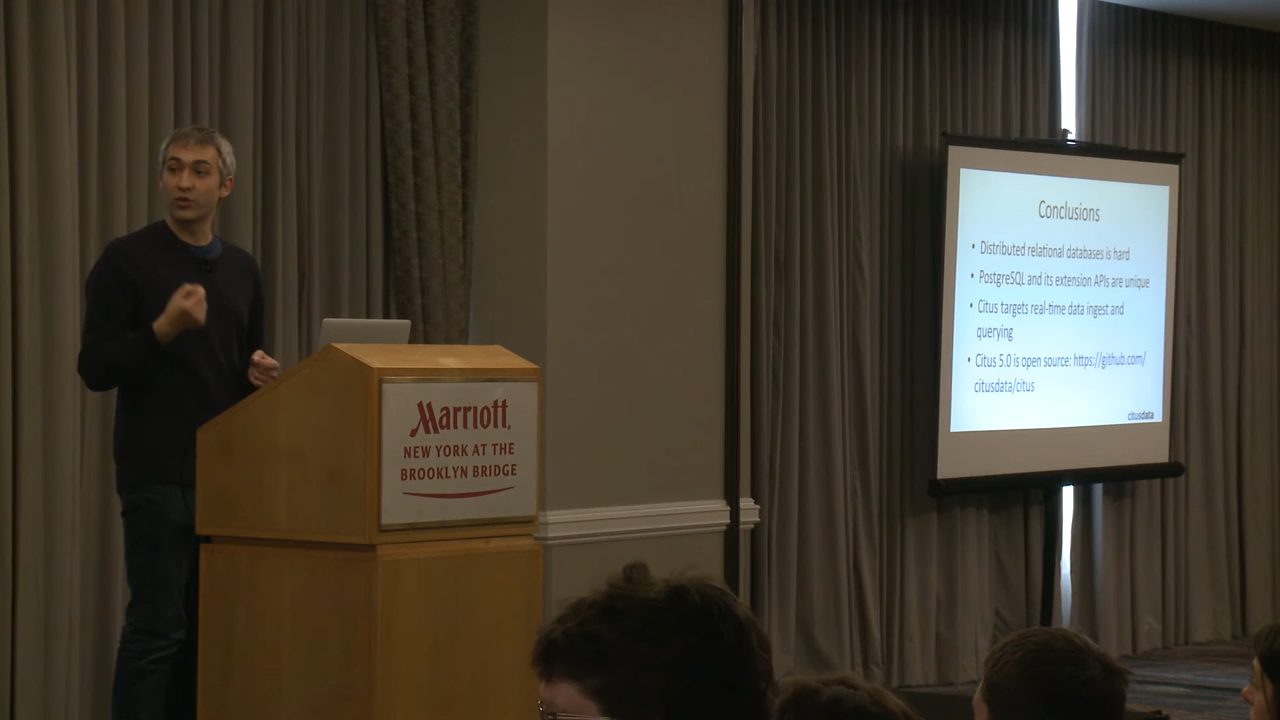 Marriott.
NEW YORK AT THE
BROOKLYN BRIDGE
Conclusions
• Distributed relational databases is hard
• PostgreSQL and its extension APIs are unique
• Citus targets real-time data ingest and
querying
• Citus 5.0 is open source: https://github.com/
citusdata/citus
citusdata